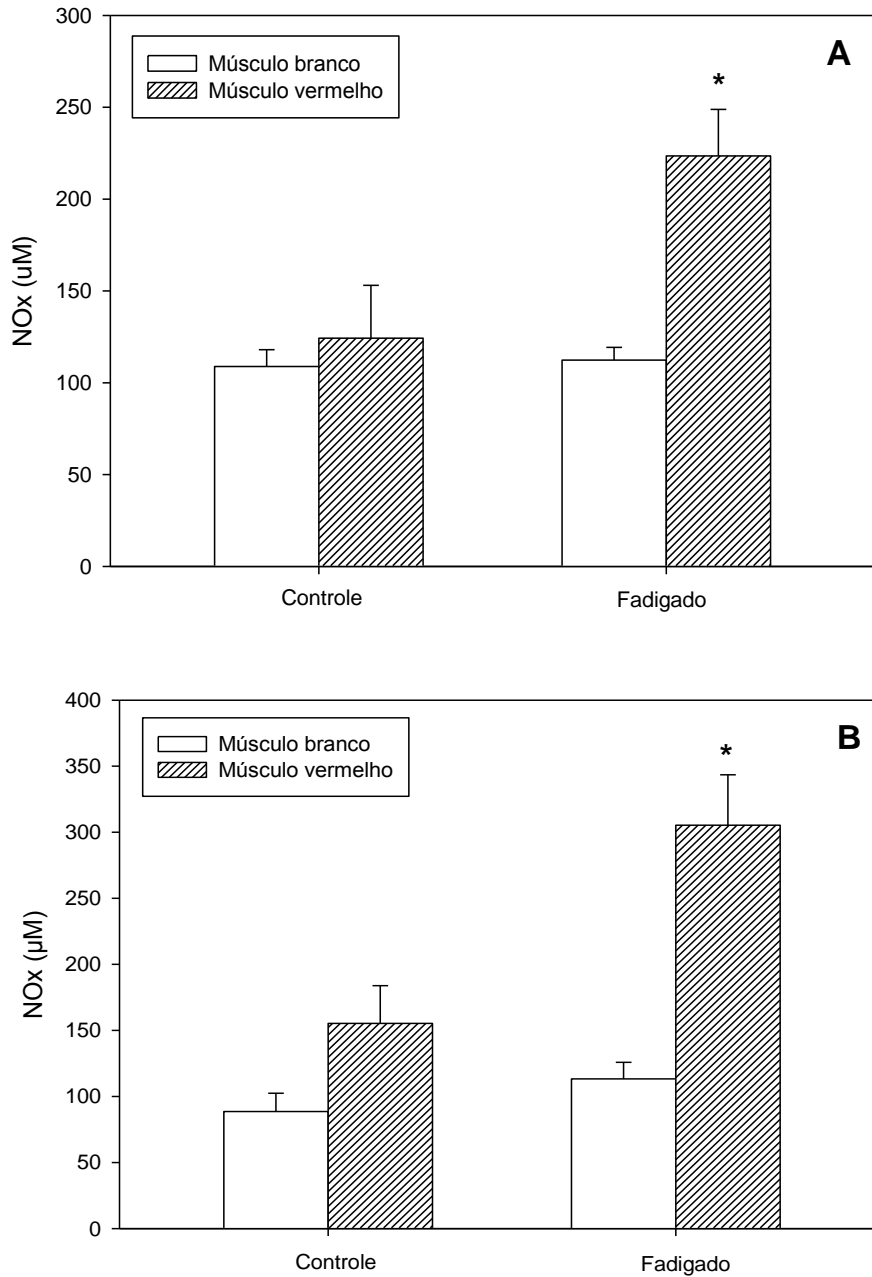 300
A
Músculo branco
Músculo vermelho
*
250
200
150
100
50
0
NOx (uM)
Controle
Fadigado
400
B
Músculo branco
Músculo vermelho
*
350
300
250
200
150
100
50
0
NOx (µM)
Controle
Fadigado